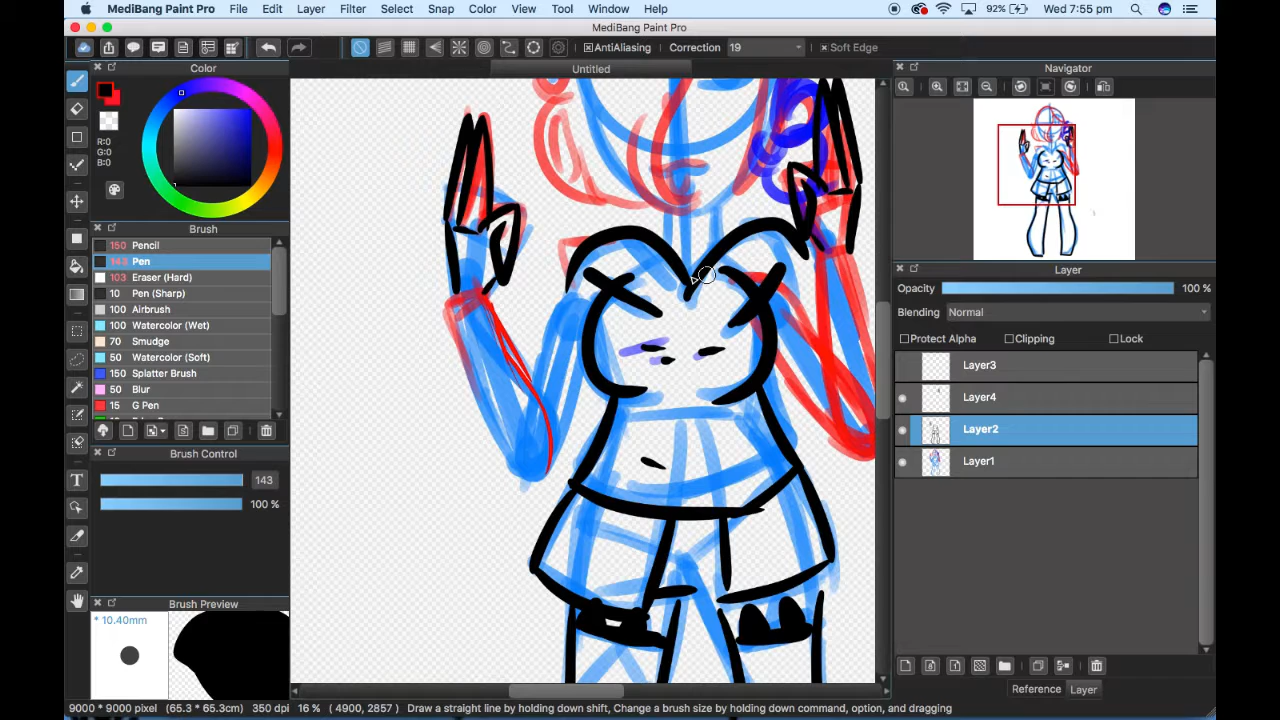 MediBang Paint Pro File Edit Layer Filter Select Snap Color View Tool Window Help 92% Wed 7:55 pm
MediBang Paint Pro
AntiAliasing Correction 19 Soft Edge
Color
Untitled
Navigator
R:0
G:0
B:0
Brush
150 Pencil
143 Pen
103 Eraser (Hard)
10 Pen (Sharp)
100 Airbrush
100 Watercolor (Wet)
70 Smudge
50 Watercolor (Soft)
150 Splatter Brush
50 Blur
15 G Pen
Layer
Opacity 100 %
Blending Normal
Protect Alpha Clipping Lock
Layer3
Layer4
Layer2
Layer1
Brush Control
143
100 %
T
Brush Preview
* 10.40mm
Reference Layer
9000 * 9000 pixel (65.3 * 65.3cm) 350 dpi 16 % ( 4900, 2857 ) Draw a straight line by holding down shift, Change a brush size by holding down command, option, and dragging